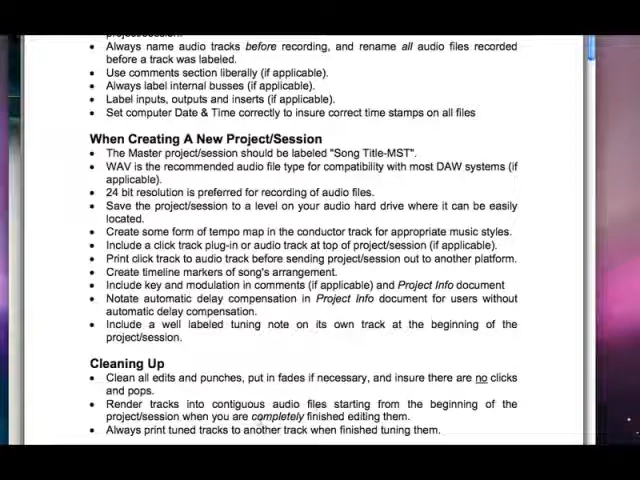 project/session.
• Always name audio tracks before recording, and rename all audio files recorded
before a track was labeled.
• Use comments section liberally (if applicable).
• Always label internal busses (if applicable).
• Label inputs, outputs and inserts (if applicable).
• Set computer Date & Time correctly to insure correct time stamps on all files
When Creating A New Project/Session
• The Master project/session should be labeled "Song Title-MST".
• WAV is the recommended audio file type for compatibility with most DAW systems (if
applicable).
• 24 bit resolution is preferred for recording of audio files.
• Save the project/session to a level on your audio hard drive where it can be easily
located.
• Create some form of tempo map in the conductor track for appropriate music styles.
• Include a click track plug-in or audio track at top of project/session (if applicable).
• Print click track to audio track before sending project/session out to another platform.
• Create timeline markers of song's arrangement.
• Include key and modulation in comments (if applicable) and Project Info document
• Notate automatic delay compensation in Project Info document for users without
automatic delay compensation.
• Include a well labeled tuning note on its own track at the beginning of the
project/session.
Cleaning Up
• Clean all edits and punches, put in fades if necessary, and insure there are no clicks
and pops.
• Render tracks into contiguous audio files starting from the beginning of the
project/session when you are completely finished editing them.
• Always print tuned tracks to another track when finished tuning them.